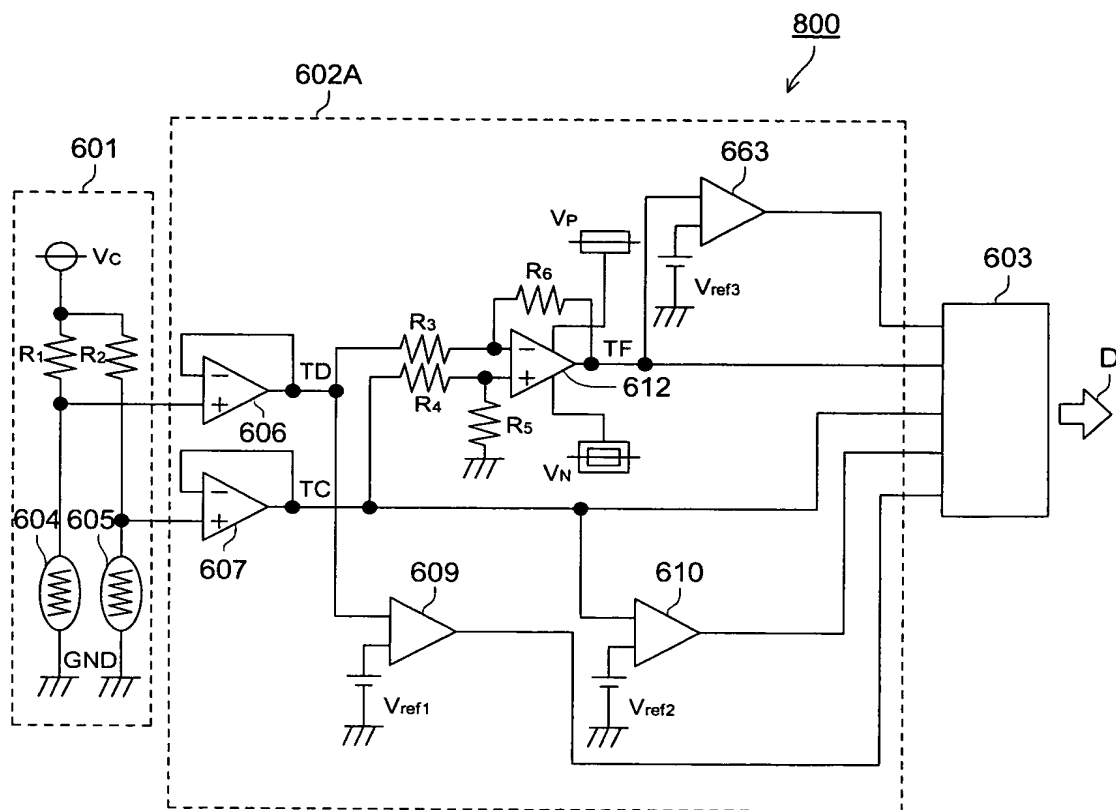 800
602A
601
663
VP
VC
R6
Vref3
603
R3
R1
R2
−
TD
−
TF
D
+
+
612
606
R4
R5
−
TC
VN
604
605
+
607
609
610
GND
Vref1
Vref2